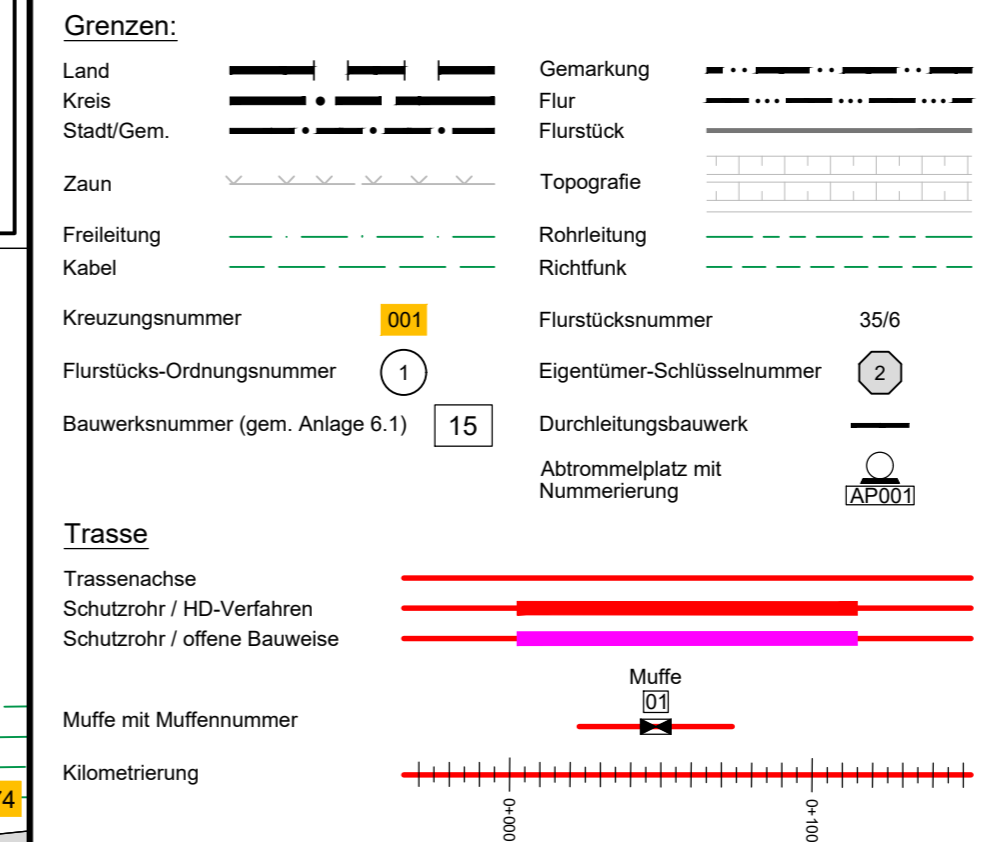 Grenzen:
Land
Kreis
Stadt/Gem.
Zaun
Freileitung
Kabel
Gemarkung
Flur
Flurstück
Topografie
Rohrleitung
Richtfunk
Kreuzungsnummer 001
Flurstücksnummer 35/6
Flurstücks-Ordnungsnummer 1
Eigentümer-Schlüsselnummer 2
Bauwerksnummer (gem. Anlage 6.1) 15
Durchleitungsbauwerk
Abtrommelplatz mit
Nummerierung
AP001
Trasse
Trassenachse
Schutzrohr / HD-Verfahren
Schutzrohr / offene Bauweise
Muffe
01
Muffe mit Muffennummer
Kilometrierung
0+000
0+100